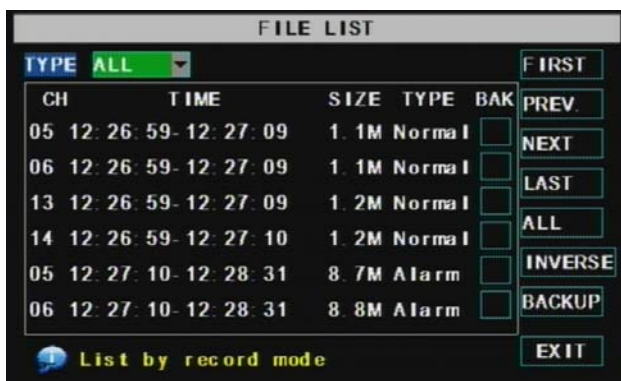 FILE LIST
TYPE ALL
CH TIME SIZE TYPE BAK
05 12:26:59-12:27:09 1.1M Normal
06 12:26:59-12:27:09 1.1M Normal
13 12:26:59-12:27:09 1.2M Normal
14 12:26:59-12:27:10 1.2M Normal
05 12:27:10-12:28:31 8.7M Alarm
06 12:27:10-12:28:31 8.8M Alarm
List by record mode
FIRST
PREV.
NEXT
LAST
ALL
INVERSE
BACKUP
EXIT